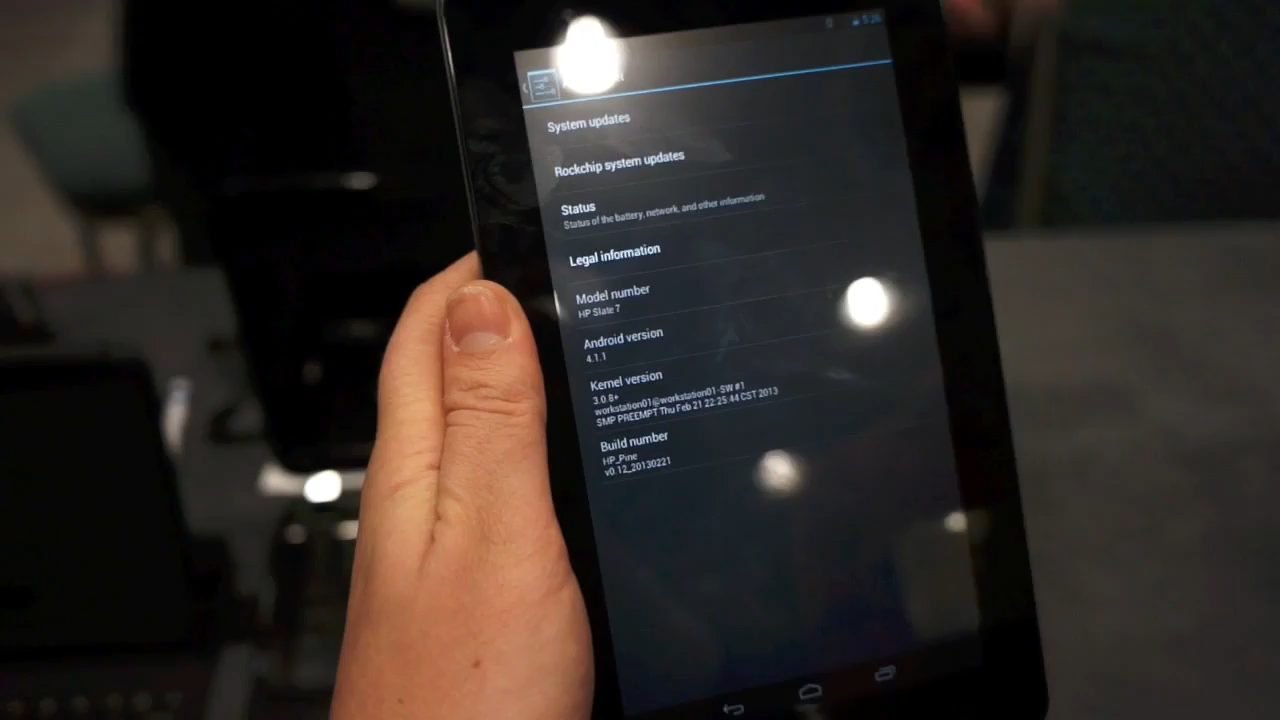 5:26
System updates
Rockchip system updates
Status
Status of the battery, network, and other information
Legal information
Model number
HP Slate 7
Android version
4.1.1
Kernel version
3.0.8+
workstation01@workstation01-SW #1
SMP PREEMPT Thu Feb 21 22:25:44 CST 2013
Build number
HP_Pine
v0.12_20130221